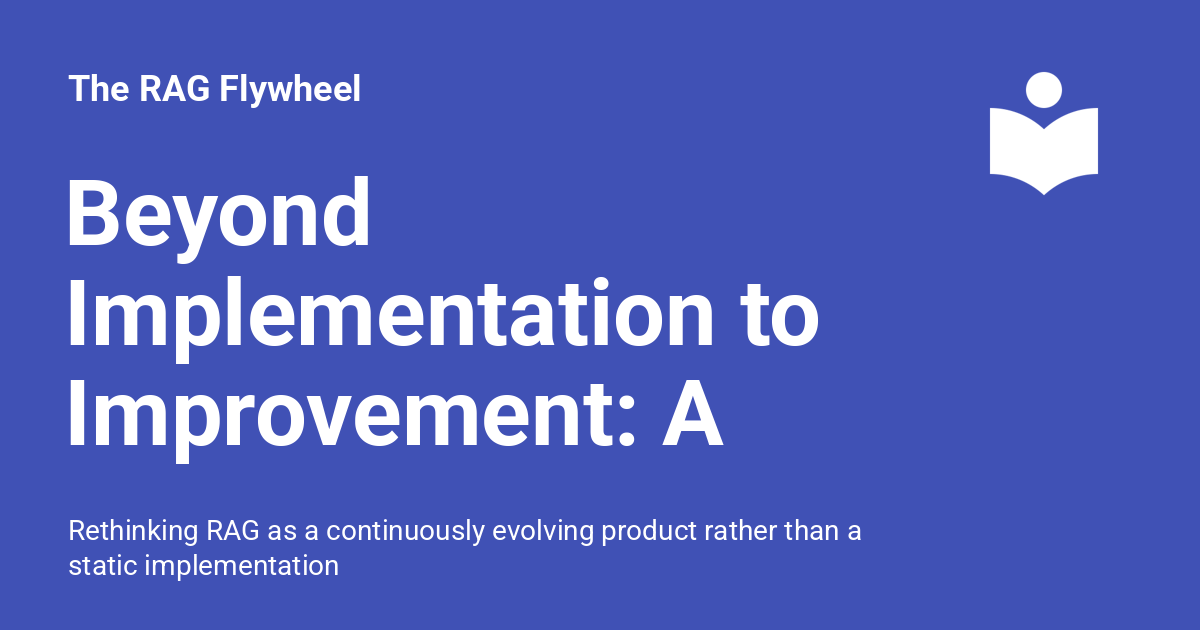 The RAG Flywheel
Beyond
Implementation to
Improvement: A
Rethinking RAG as a continuously evolving product rather than a
static implementation